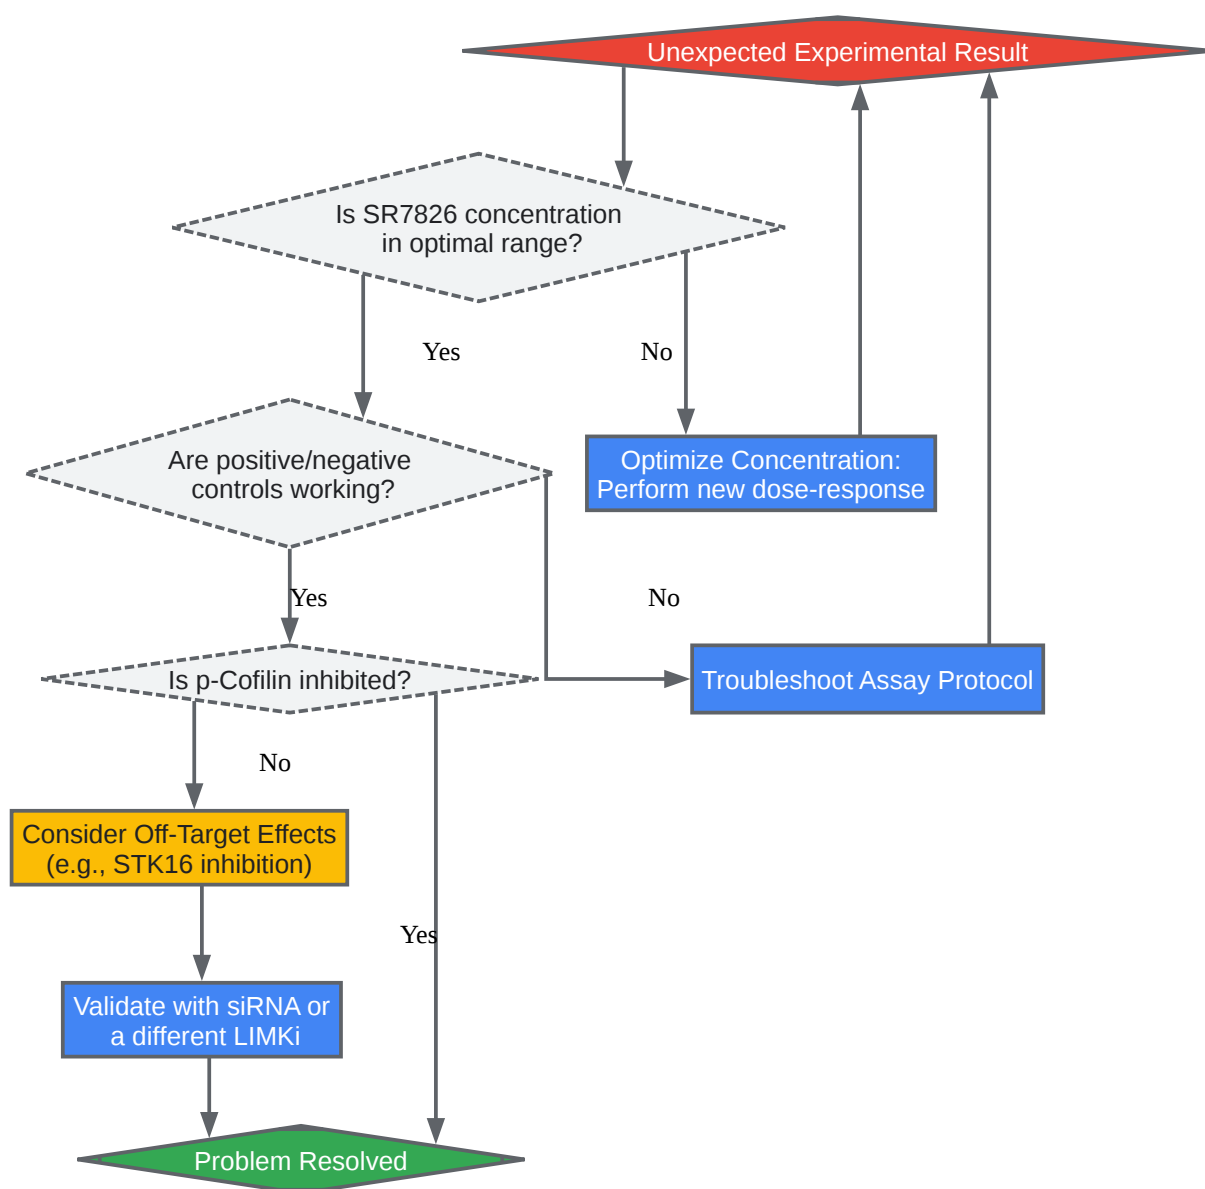 Unexpected Experimental Result
Is SR7826 concentration
in optimal range?
Yes
No
Are positive/negative
controls working?
Optimize Concentration:
Perform new dose-response
Yes
No
Is p-Cofilin inhibited?
Troubleshoot Assay Protocol
No
Consider Off-Target Effects
(e.g., STK16 inhibition)
Yes
Validate with siRNA or
a different LIMKi
Problem Resolved